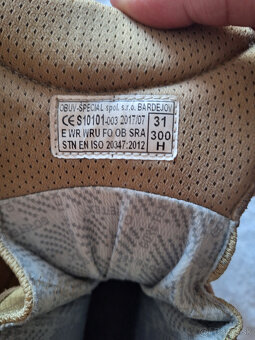 OBUV-ŠPECIÁL spol. s.r.o. BARDEJOV
CE S10101-003 2017/07
E WR WRU FO OB SRA
STN EN ISO 20347:2012
31
300
H